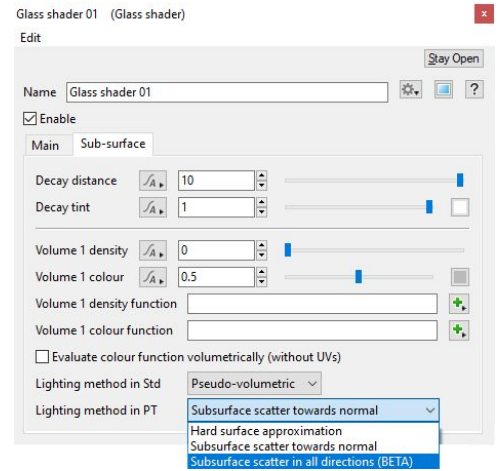 Glass shader 01 (Glass shader) x
Edit
Stay Open
Name Glass shader 01 ?
Enable
Main Sub-surface
Decay distance 10
Decay tint 1
Volume 1 density 0
Volume 1 colour 0.5
Volume 1 density function
Volume 1 colour function
Evaluate colour function volumetrically (without UVs)
Lighting method in Std Pseudo-volumetric
Lighting method in PT Subsurface scatter towards normal
Hard surface approximation
Subsurface scatter towards normal
Subsurface scatter in all directions (BETA)